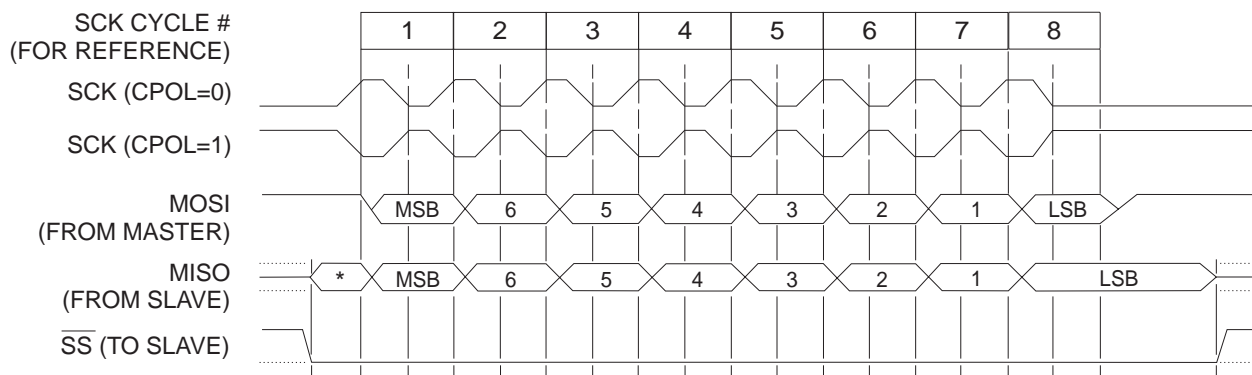 SCK CYCLE #
(FOR REFERENCE)
1 2 3 4 5 6 7 8
SCK (CPOL=0)
SCK (CPOL=1)
MOSI
(FROM MASTER)
MSB 6 5 4 3 2 1 LSB
MISO
(FROM SLAVE)
* MSB 6 5 4 3 2 1 LSB
SS (TO SLAVE)